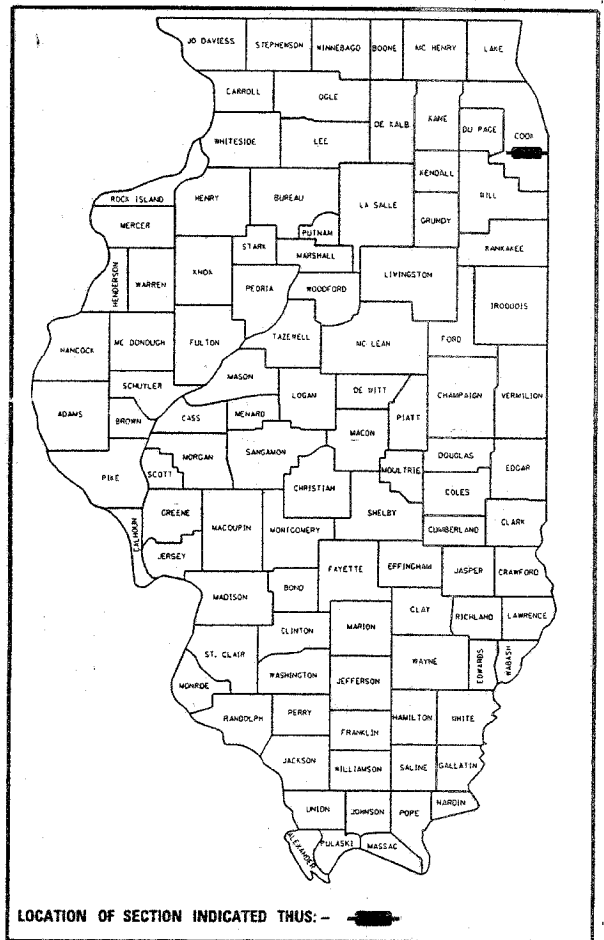 JO DAVIESS STEPHENSON WINNEBAGO BOONE MC HENRY LAKE
CARROLL OGLE DE KALB KANE DU PAGE COOK
WHITESIDE LEE KENDALL WILL
ROCK ISLAND HENRY BUREAU LA SALLE GRUNDY
MERCER PUTNAM KANKAKEE
STARK MARSHALL LIVINGSTON
HENDERSON WARREN KNOX PEORIA WOODFORD IROQUOIS
HANCOCK MC DONOUGH FULTON TAZEWELL MC LEAN FORD
MASON
SCHUYLER LOGAN DE WITT CHAMPAIGN VERMILION
ADAMS BROWN CASS MENARD PIATT
MACON
MORGAN SANGAMON DOUGLAS
PIKE SCOTT CHRISTIAN MOULTRIE EDGAR
COLES
GREENE SHELBY
CALHOUN MACOUPIN MONTGOMERY CUMBERLAND CLARK
JERSEY
FAYETTE EFFINGHAM JASPER CRAWFORD
MADISON BOND
CLAY RICHLAND LAWRENCE
CLINTON MARION
ST. CLAIR WAYNE EDWARDS WABASH
WASHINGTON JEFFERSON
MONROE
RANDOLPH PERRY HAMILTON WHITE
FRANKLIN
JACKSON WILLIAMSON SALINE GALLATIN
UNION JOHNSON POPE HARDIN
ALEXANDER PULASKI MASSAC
LOCATION OF SECTION INDICATED THUS: –